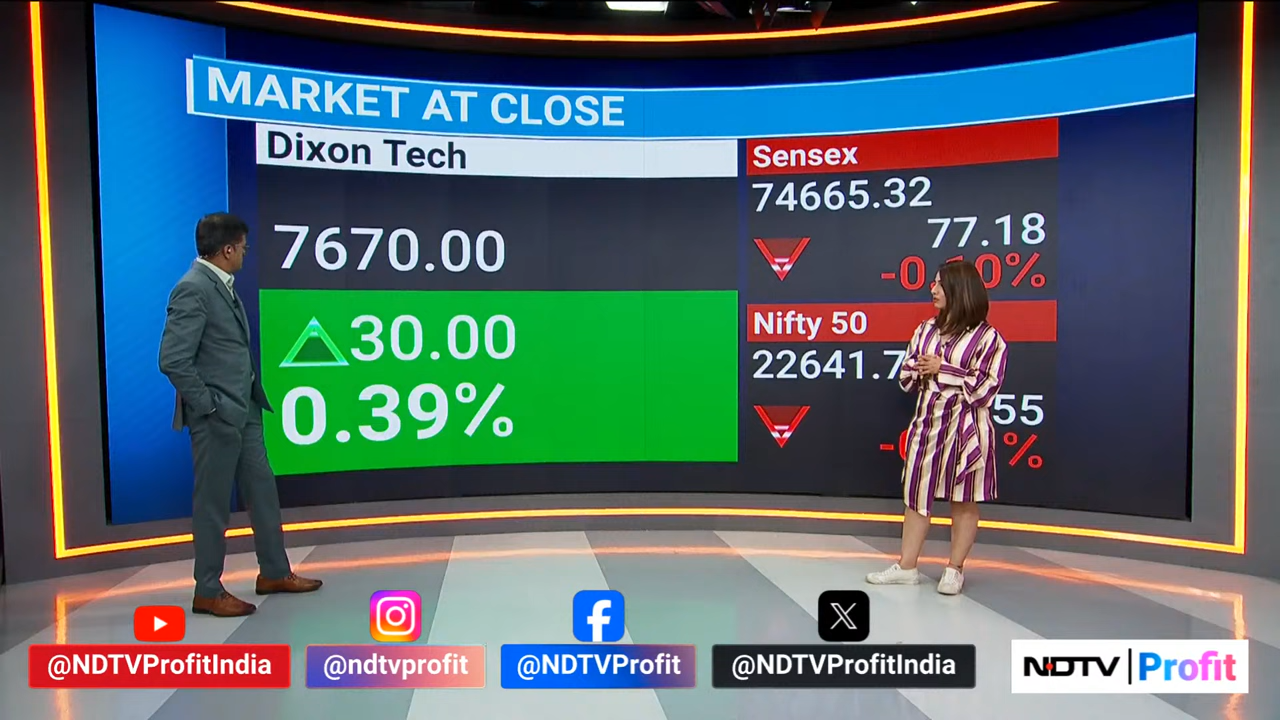 MARKET AT CLOSE
Dixon Tech
7670.00
30.00
0.39%
Sensex
74665.32
77.18
Nifty 50
@NDTVProfitIndia
@ndtvprofit
@NDTVProfit
@NDTVProfitIndia
NDTV Profit